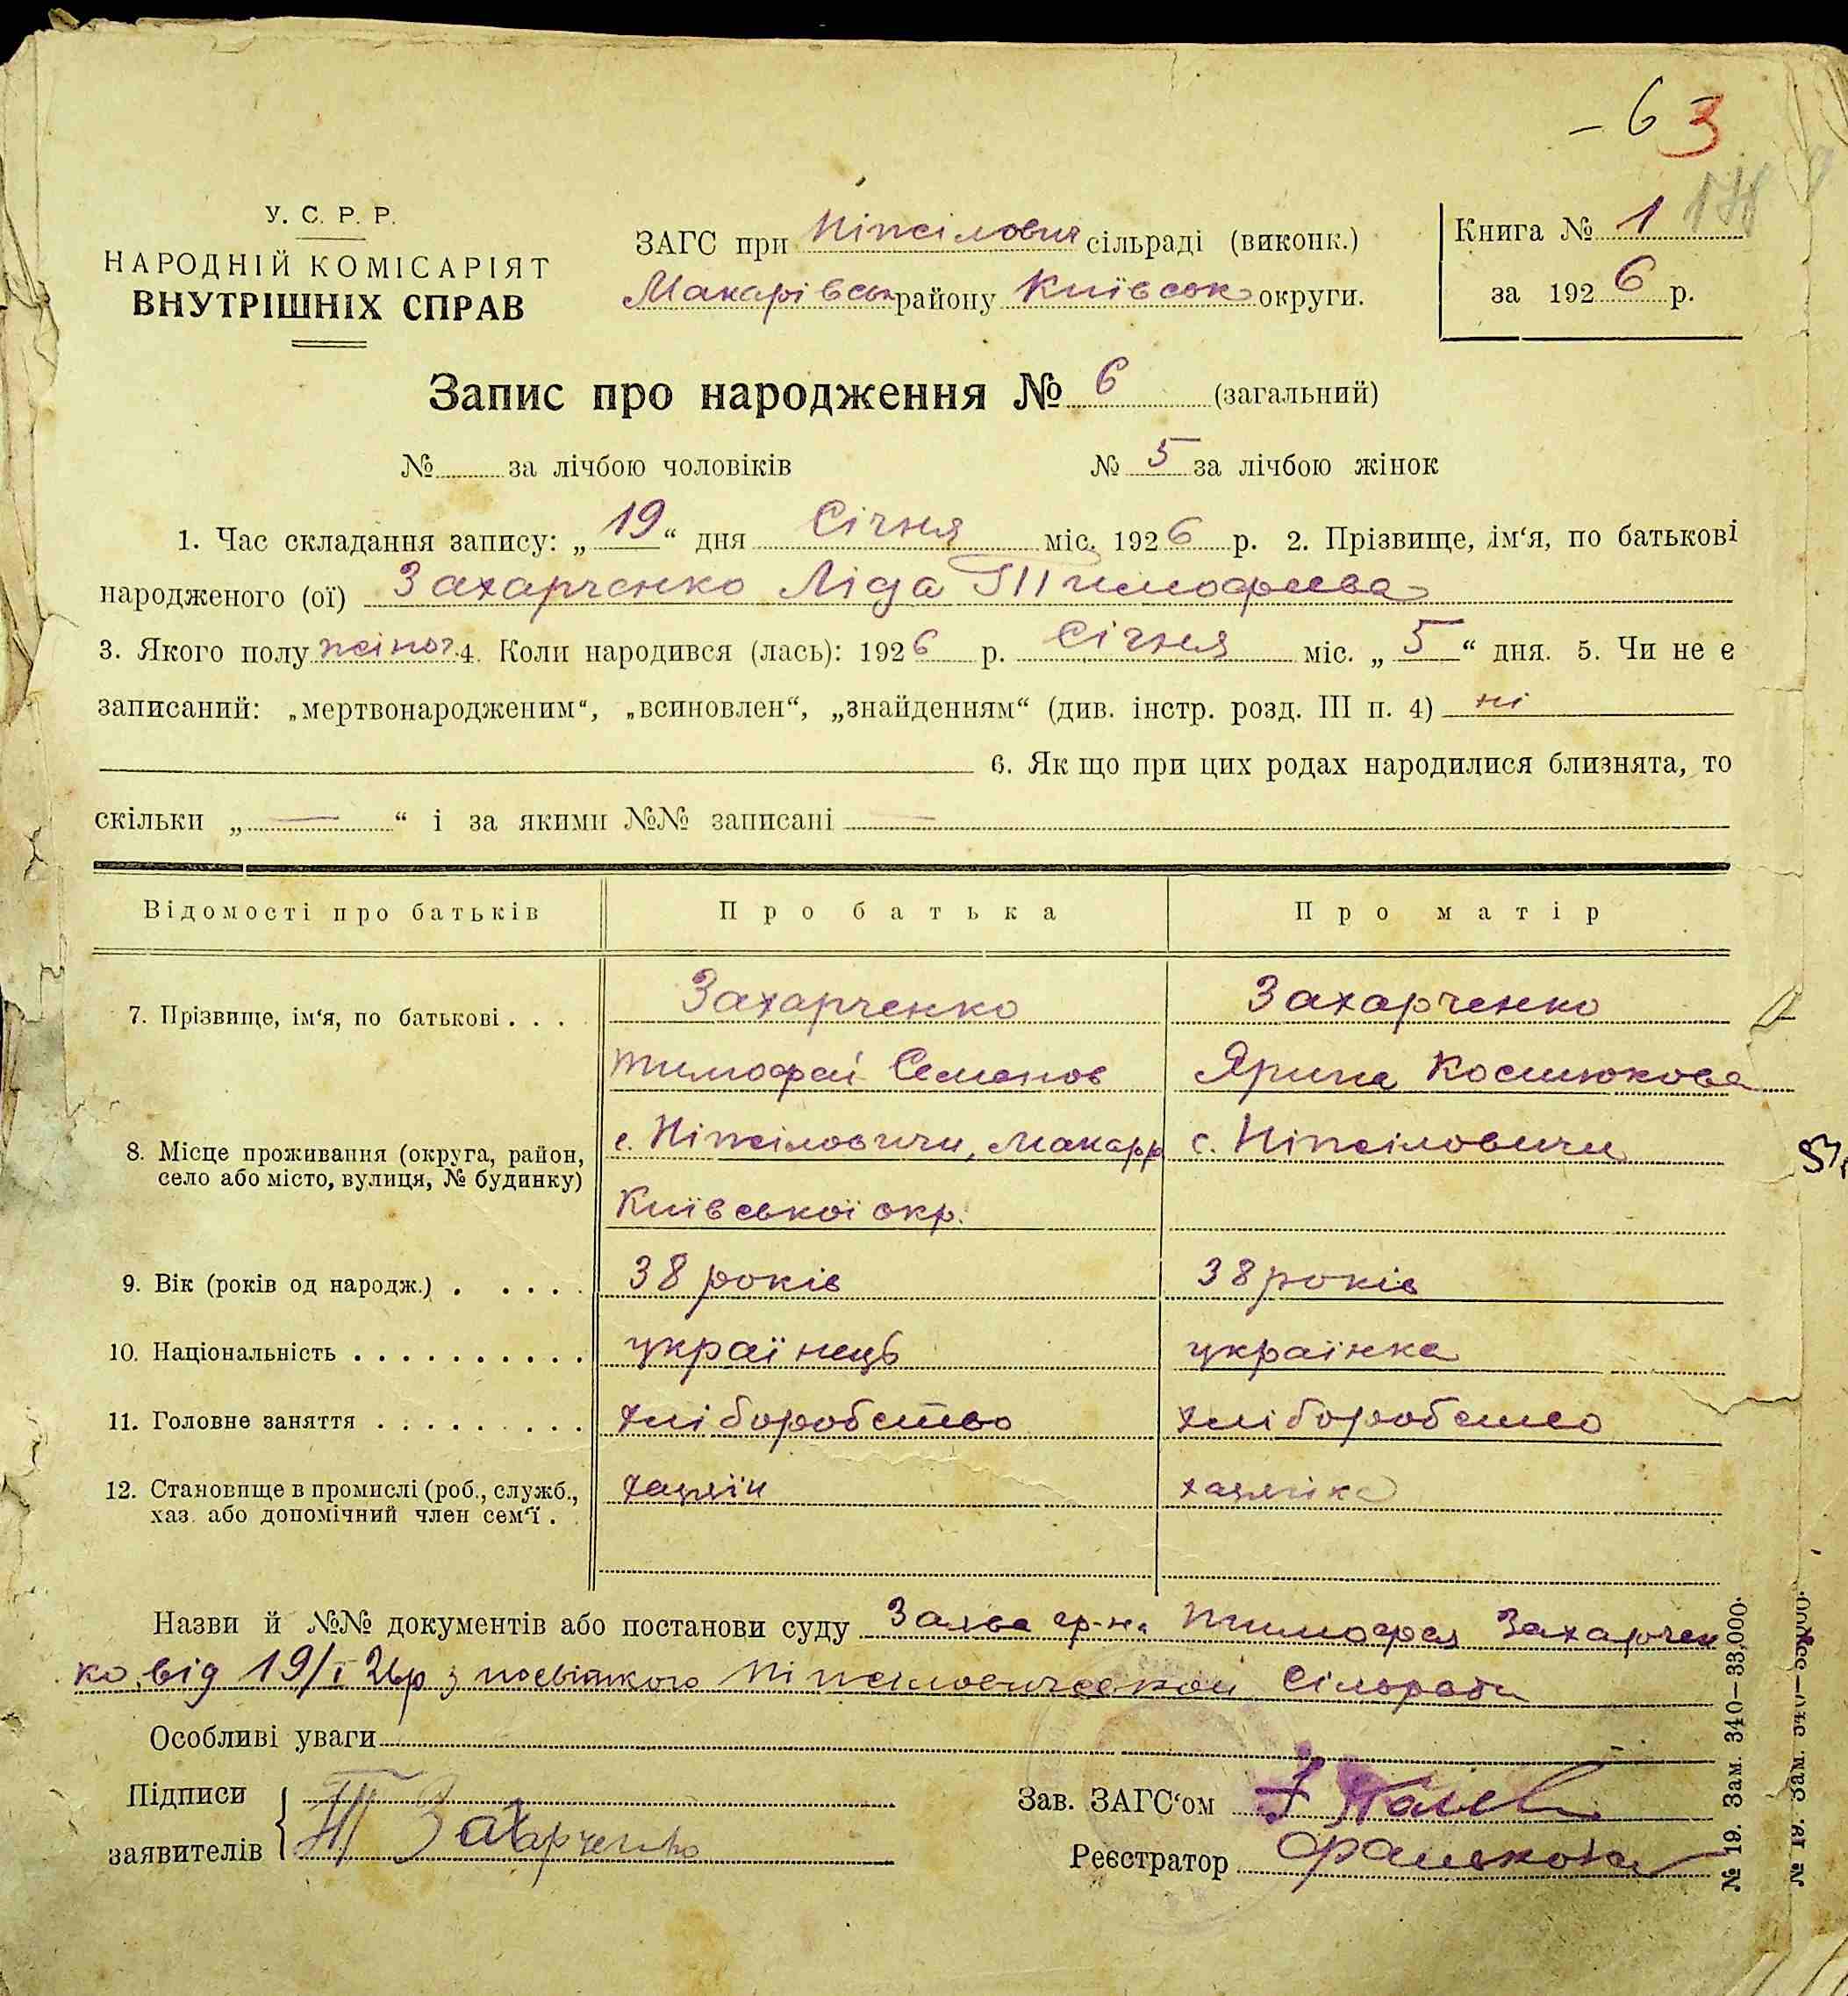 - 63
У. С. Р. Р.
НАРОДНІЙ КОМІСАРІЯТ
ВНУТРІШНІХ СПРАВ
ЗАГС при Ніжилович сільраді (виконк.)
Макарівськ району Київськ округи.
Книга № 1
за 1926 р.
Запис про народження № 6 (загальний)
№ за лічбою чоловіків № 5 за лічбою жінок
1. Час складання запису: „19“ дня Січня міс. 1926 р. 2. Прізвище, ім‘я, по батькові
народженого (ої) Захарченко Ліда Тимофеева
3. Якого полу жіноч. 4. Коли народився (лась): 1926 р. Січня міс. „5“ дня. 5. Чи не є
записаний: „мертвонародженим“, „всиновлен“, „знайденням“ (див. інстр. розд. III п. 4) ні
6. Як що при цих родах народилися близнята, то
скільки „—“ і за якими №№ записані —
Відомості про батьків Про батька Про матір
7. Прізвище, ім‘я, по батькові . . . Захарченко Захарченко
Тимофей Семенов Ярина Костюкова
8. Місце проживання (округа, район,
село або місто, вулиця, № будинку)
с. Ніжиловичи, Макар р с. Ніжиловичи
Київської окр.
9. Вік (років од народж.) . . . . . 38 років 38 років
10. Національність . . . . . . . . . . українець українка
11. Головне заняття . . . . . . . . . хліборобство хліборобство
12. Становище в промислі (роб., служб.,
хаз. або допомічний член сем‘ї . .
хазяїн хазяїка
Назви й №№ документів або постанови суду Заява гр-на Тимофея Захарчен
ко від 19/I 26р з посвідкою Сільради
Особливі уваги
Підписи
заявителів
Т Захарченко
Зав. ЗАГС‘ом
Реєстратор
№ 19. Зам. 340—33,000.